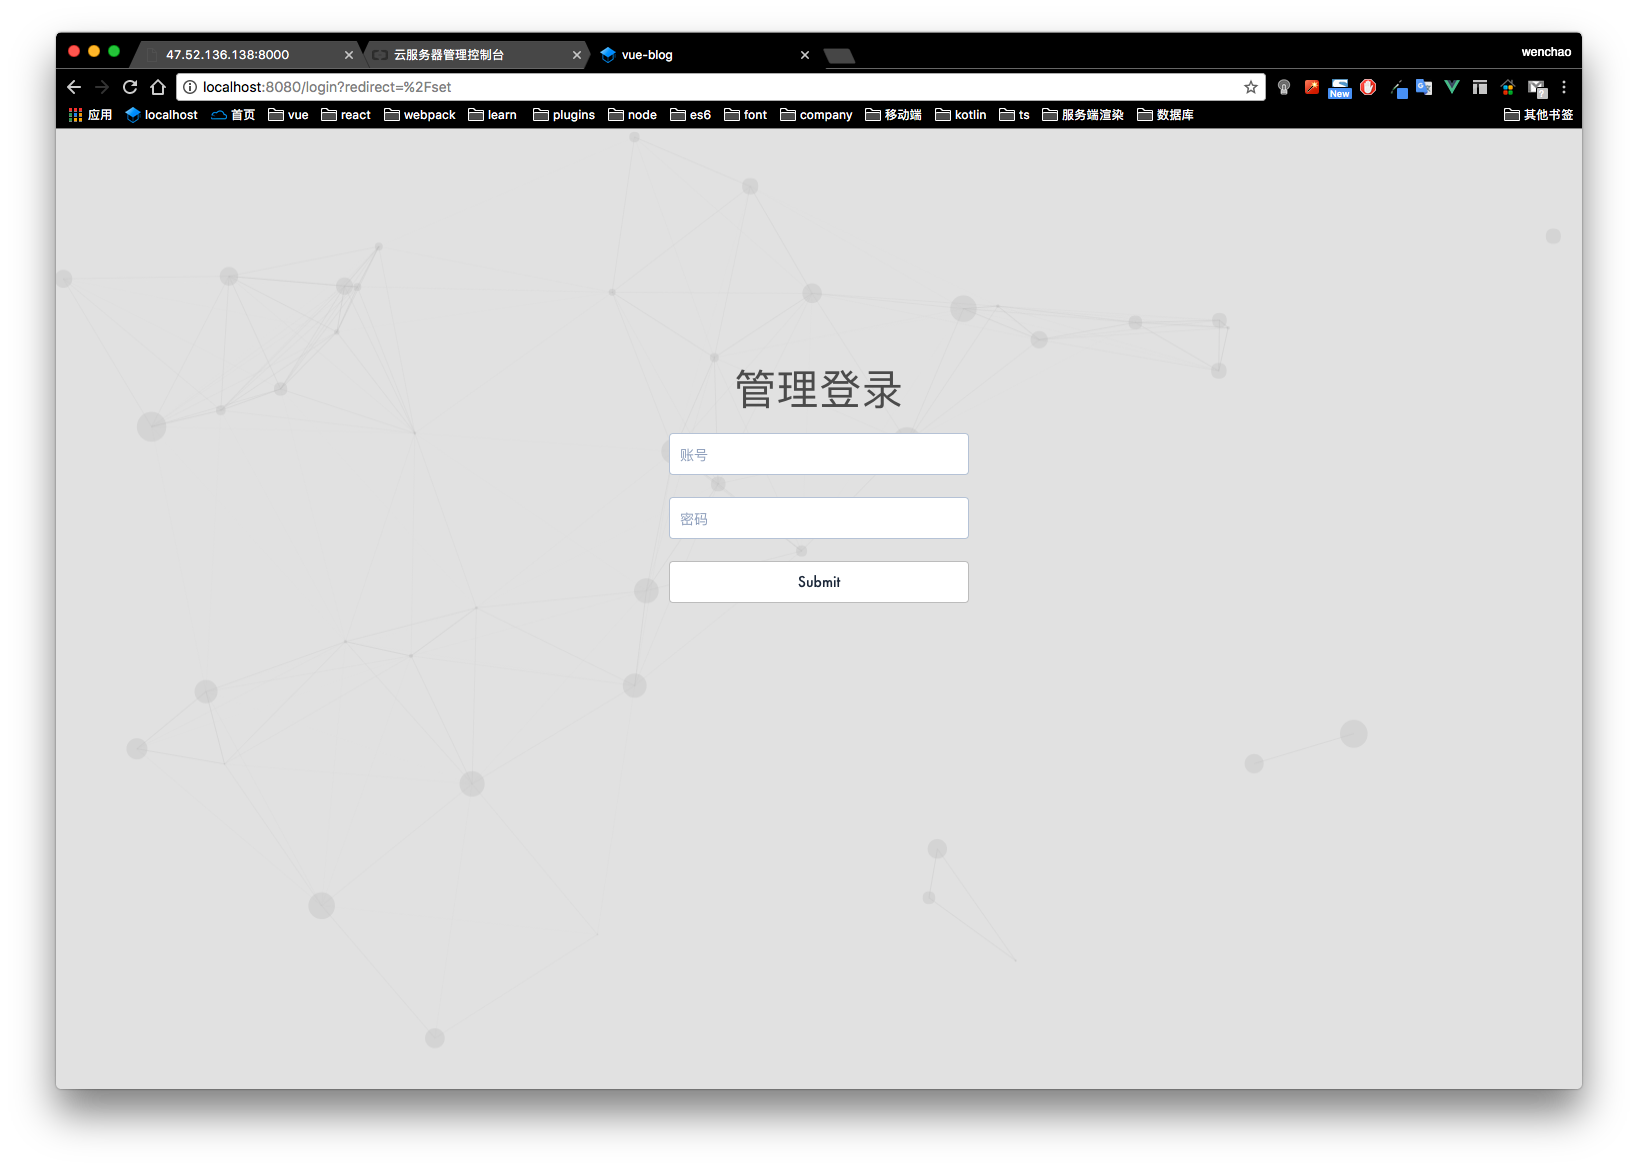 47.52.136.138:8000 云服务器管理控制台 vue-blog wenchao
localhost:8080/login?redirect=%2Fset New
应用 localhost 首页 vue react webpack learn plugins node es6 font company 移动端 kotlin ts 服务端渲染 数据库 其他书签
管理登录
账号
密码
Submit